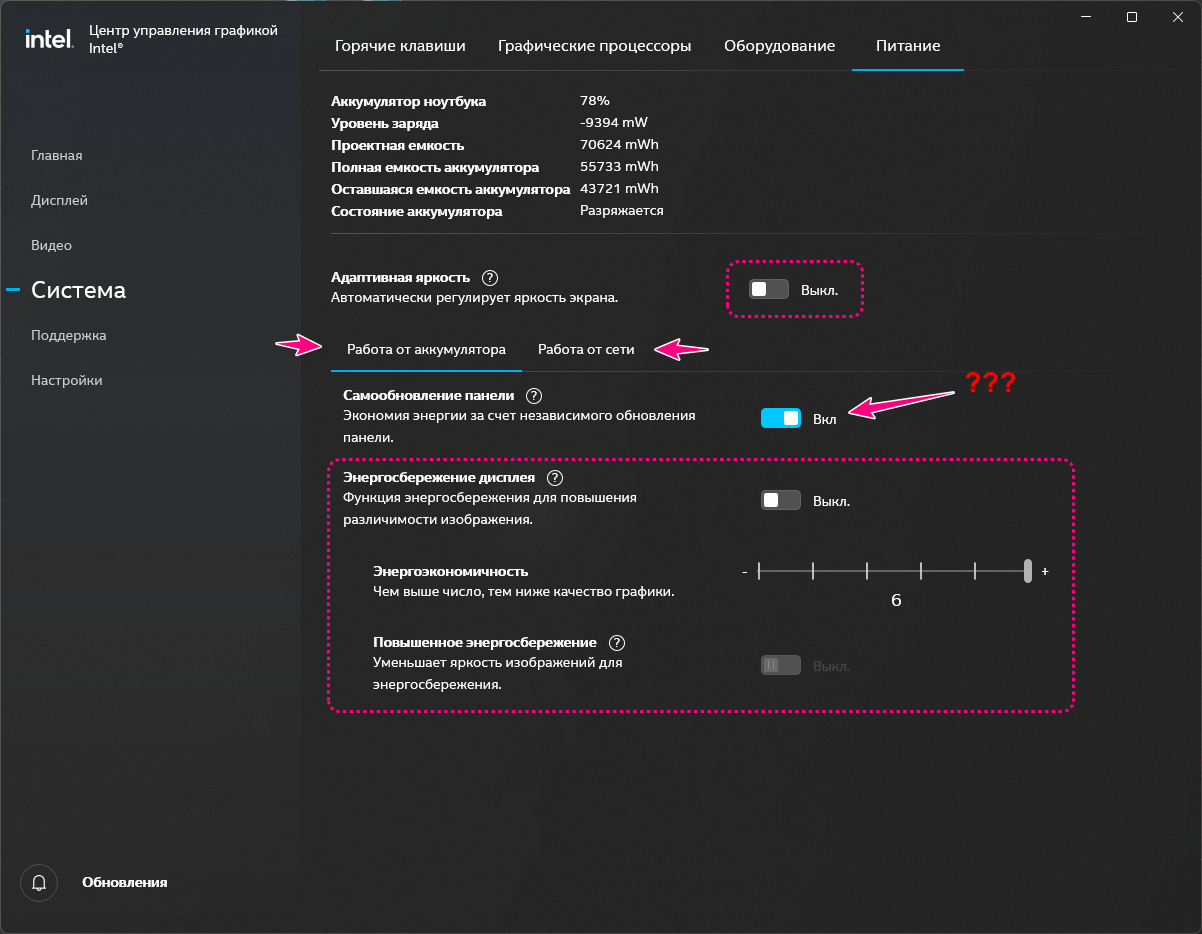 intel.
Центр управления графикой
Intel®
Горячие клавиши
Графические процессоры
Оборудование
Питание
Главная
Дисплей
Видео
Система
Поддержка
Настройки
Обновления
Аккумулятор ноутбука 78%
Уровень заряда -9394 mW
Проектная емкость 70624 mWh
Полная емкость аккумулятора 55733 mWh
Оставшаяся емкость аккумулятора 43721 mWh
Состояние аккумулятора Разряжается
Адаптивная яркость ?
Автоматически регулирует яркость экрана.
Выкл.
Работа от аккумулятора
Работа от сети
???
Самообновление панели ?
Экономия энергии за счет независимого обновления
панели.
Вкл
Энергосбережение дисплея ?
Функция энергосбережения для повышения
различимости изображения.
Выкл.
Энергоэкономичность
Чем выше число, тем ниже качество графики.
- +
6
Повышенное энергосбережение ?
Уменьшает яркость изображений для
энергосбережения.
Выкл.